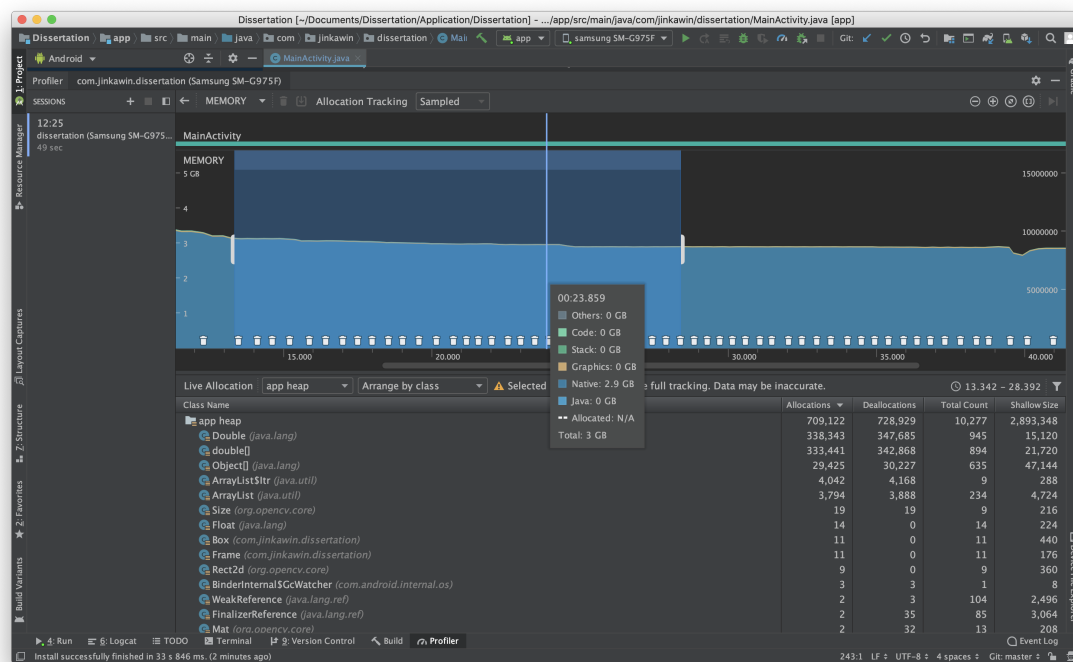 Dissertation [~/Documents/Dissertation/Application/Dissertation] - .../app/src/main/java/com/jinkawin/dissertation/MainActivity.java [app]
Dissertation app src main java com jinkawin dissertation Mai app samsung SM-G975F Git:
1: Project Android MainActivity.java
Profiler com.jinkawin.dissertation (Samsung SM-G975F)
SESSIONS MEMORY Allocation Tracking Sampled
12:25
dissertation (Samsung SM-G975...
49 sec
Resource Manager
MainActivity
MEMORY
5 GB 15000000
4
3 10000000
2
1 5000000
15.000 20.000 30.000 35.000 40.000
00:23.859
Others: 0 GB
Code: 0 GB
Stack: 0 GB
Graphics: 0 GB
Native: 2.9 GB
Java: 0 GB
Allocated: N/A
Total: 3 GB
Layout Captures
Live Allocation app heap Arrange by class Selected full tracking. Data may be inaccurate. 13.342 - 28.392
Class Name Allocations Deallocations Total Count Shallow Size
app heap 709,122 728,929 10,277 2,893,348
Double (java.lang) 338,343 347,685 945 15,120
double[] 333,441 342,868 894 21,720
Object[] (java.lang) 29,425 30,227 635 47,144
ArrayList$Itr (java.util) 4,042 4,168 9 288
ArrayList (java.util) 3,794 3,888 234 4,724
Size (org.opencv.core) 19 19 9 216
Float (java.lang) 14 0 14 224
Box (com.jinkawin.dissertation) 11 0 11 440
Frame (com.jinkawin.dissertation) 11 0 11 176
Rect2d (org.opencv.core) 9 0 9 360
BinderInternal$GcWatcher (com.android.internal.os) 3 3 1 8
WeakReference (java.lang.ref) 2 3 104 2,496
FinalizerReference (java.lang.ref) 2 35 85 3,064
Mat (org.opencv.core) 2 32 13 208
Z: Structure
2: Favorites
Build Variants
4: Run 6: Logcat TODO Terminal 9: Version Control Build Profiler Event Log
Install successfully finished in 33 s 846 ms. (2 minutes ago) 243:1 LF UTF-8 4 spaces Git: master